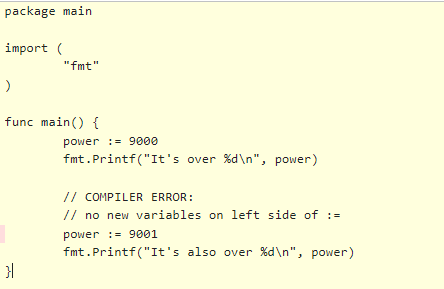 package main
import (
"fmt"
)
func main() {
power := 9000
fmt.Printf("It's over %d\n", power)
// COMPILER ERROR:
// no new variables on left side of :=
power := 9001
fmt.Printf("It's also over %d\n", power)
}